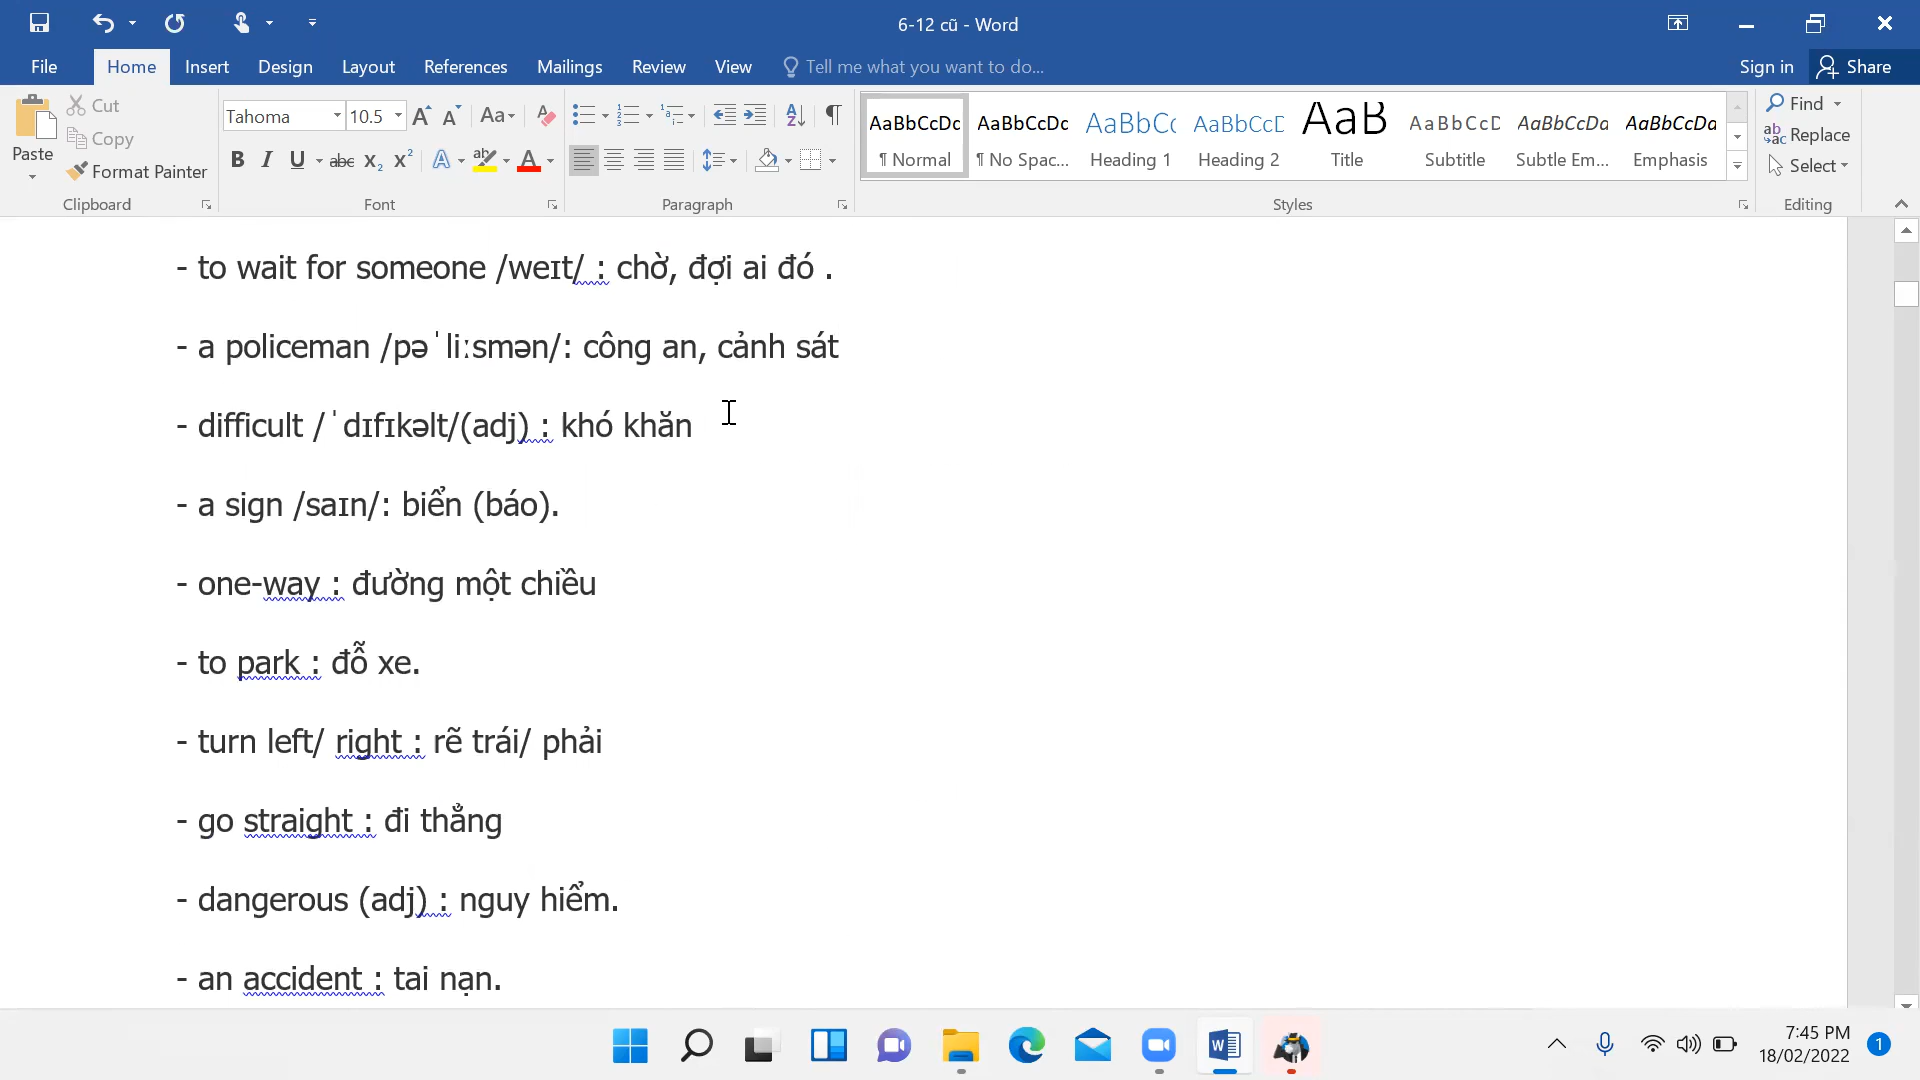 6-12 cũ - Word
File Home Insert Design Layout References Mailings Review View Tell me what you want to do... Sign in Share
Paste Cut Copy Format Painter Clipboard
Tahoma 10.5 Aa B I U abc X₂ X² A ab A Font
Paragraph
AaBbCcDc ¶ Normal
AaBbCcDc ¶ No Spac...
AaBbCc Heading 1
AaBbCcD Heading 2
AaB Title
AaBbCcD Subtitle
AaBbCcDa Subtle Em...
AaBbCcDa Emphasis
Styles
Find
Replace
Select
Editing
- to wait for someone /weɪt/ : chờ, đợi ai đó .
- a policeman /pəˈliːsmən/: công an, cảnh sát
- difficult /ˈdɪfɪkəlt/(adj) : khó khăn
- a sign /saɪn/: biển (báo).
- one-way : đường một chiều
- to park : đỗ xe.
- turn left/ right : rẽ trái/ phải
- go straight : đi thẳng
- dangerous (adj) : nguy hiểm.
- an accident : tai nạn.
7:45 PM
18/02/2022
1